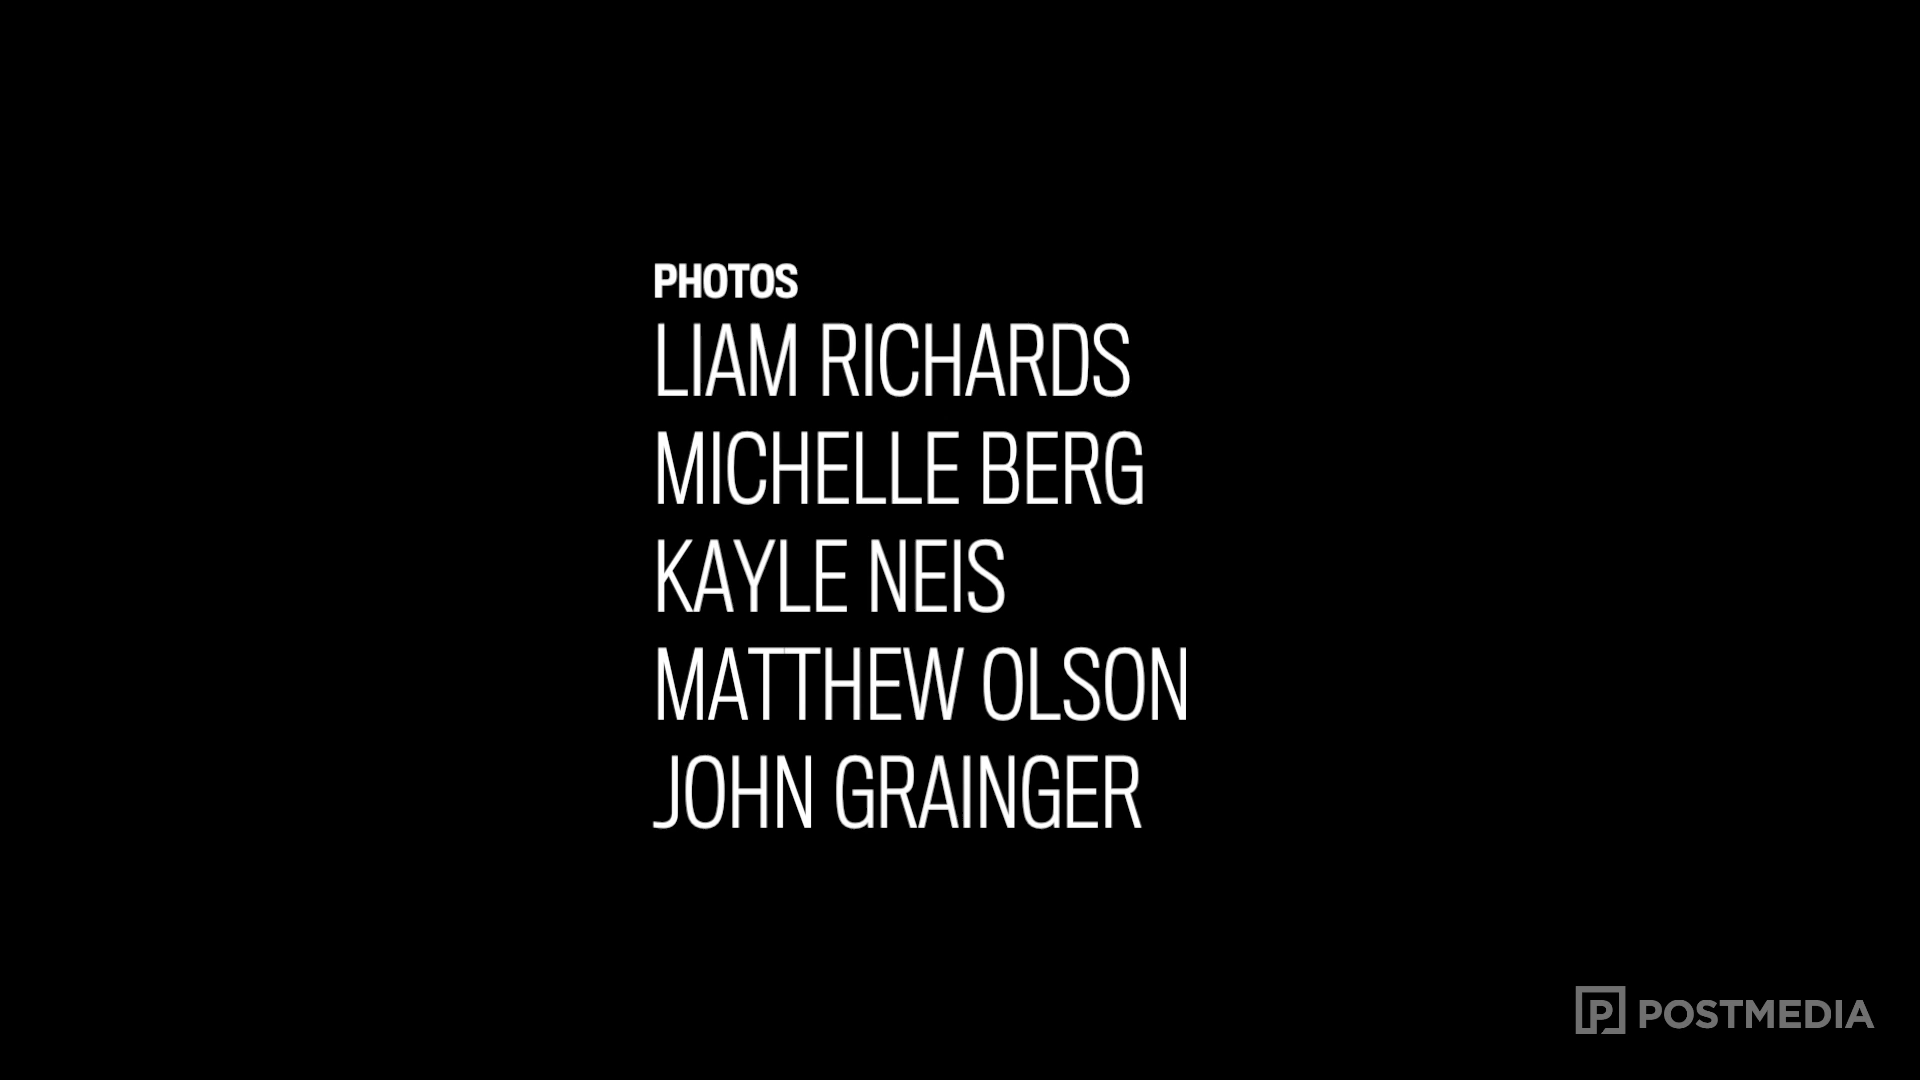 PHOTOS
LIAM RICHARDS
MICHELLE BERG
KAYLE NEIS
MATTHEW OLSON
JOHN GRAINGER
P POSTMEDIA